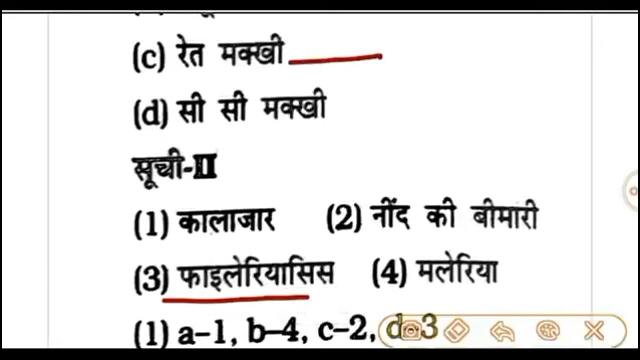 (c) रेत मक्खी
(d) सी सी मक्खी
सूची-II
(1) कालाजार (2) नींद की बीमारी
(3) फाइलेरियासिस (4) मलेरिया
(1) a-1, b-4, c-2, d-3